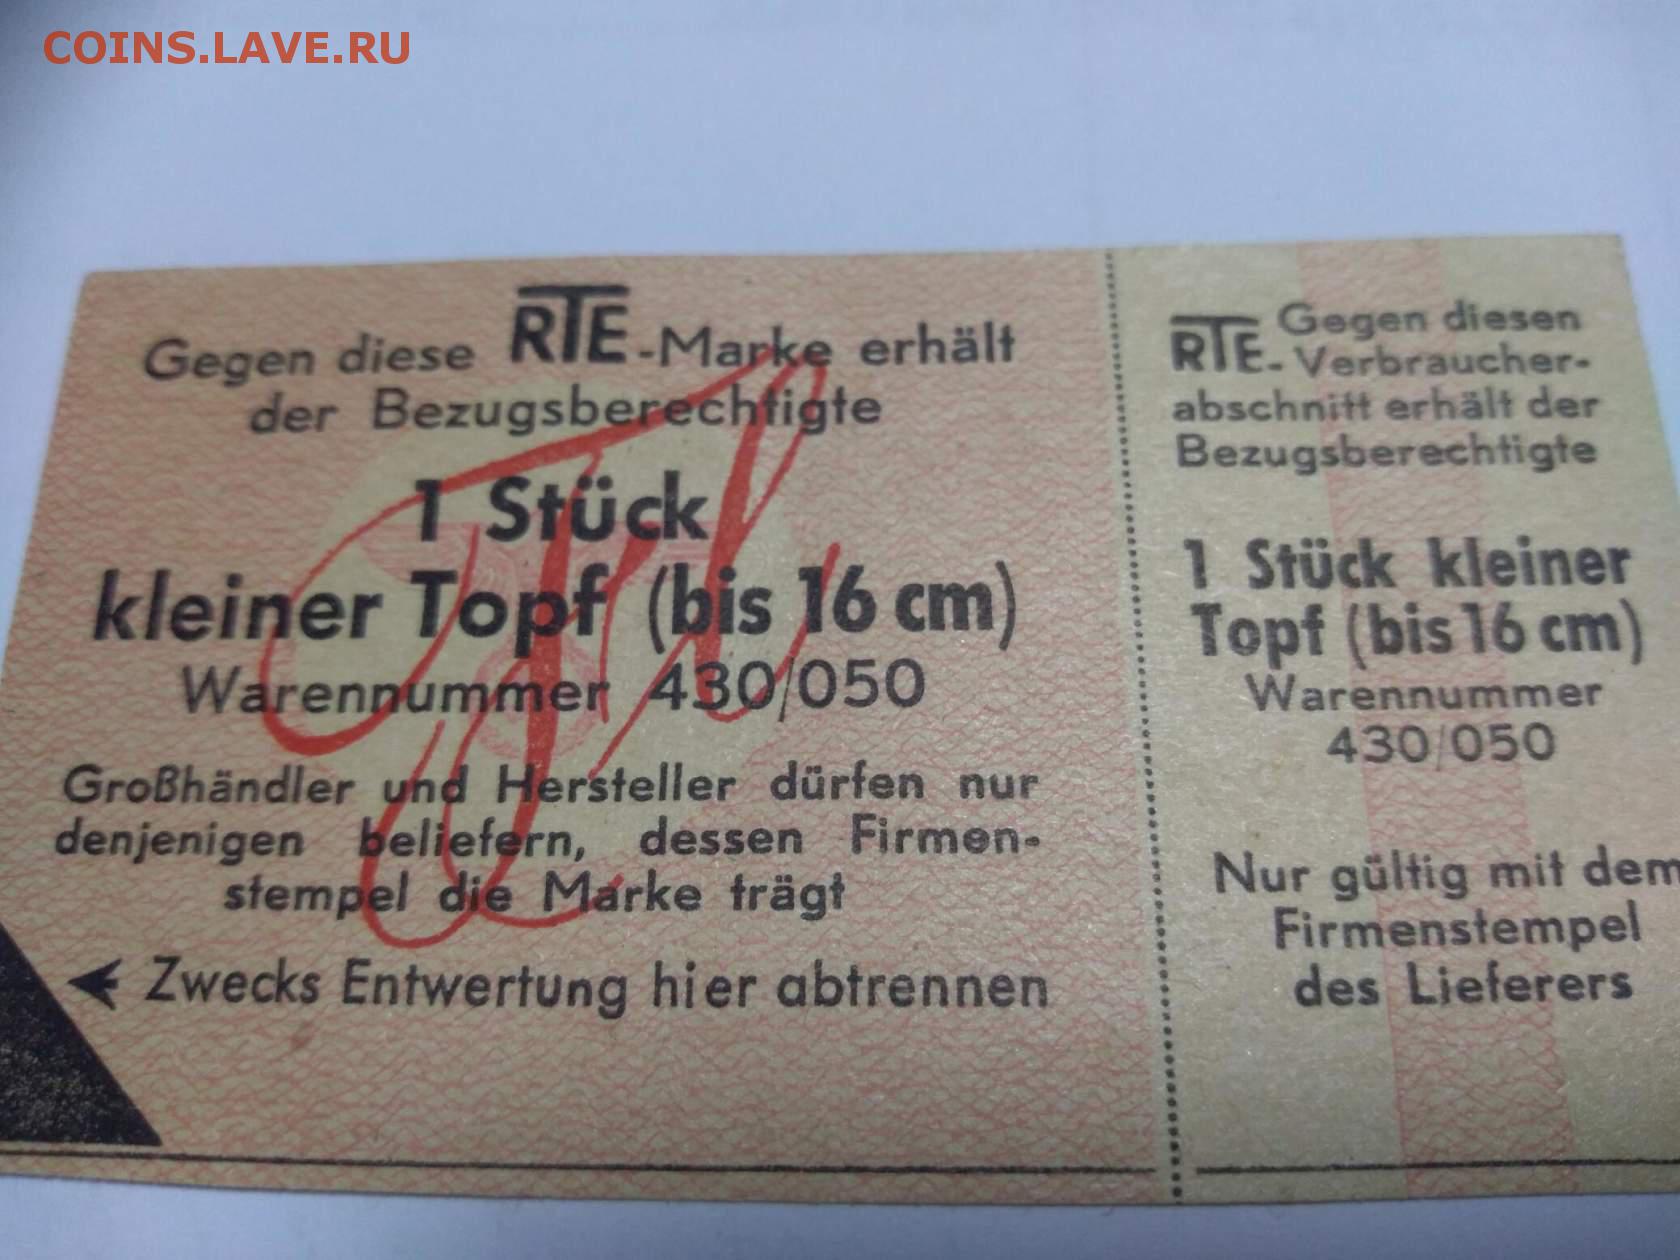 COINS.LAVE.RU
Gegen diese RTE-Marke erhält
der Bezugsberechtigte
1 Stück
kleiner Topf (bis 16 cm)
Warennummer 430/050
Großhändler und Hersteller dürfen nur
denjenigen beliefern, dessen Firmen-
stempel die Marke trägt
Zwecks Entwertung hier abtrennen
Gegen diesen
RTE-Verbraucher-
abschnitt erhält der
Bezugsberechtigte
1 Stück kleiner
Topf (bis 16 cm)
Warennummer
430/050
Nur gültig mit dem
Firmenstempel
des Lieferers